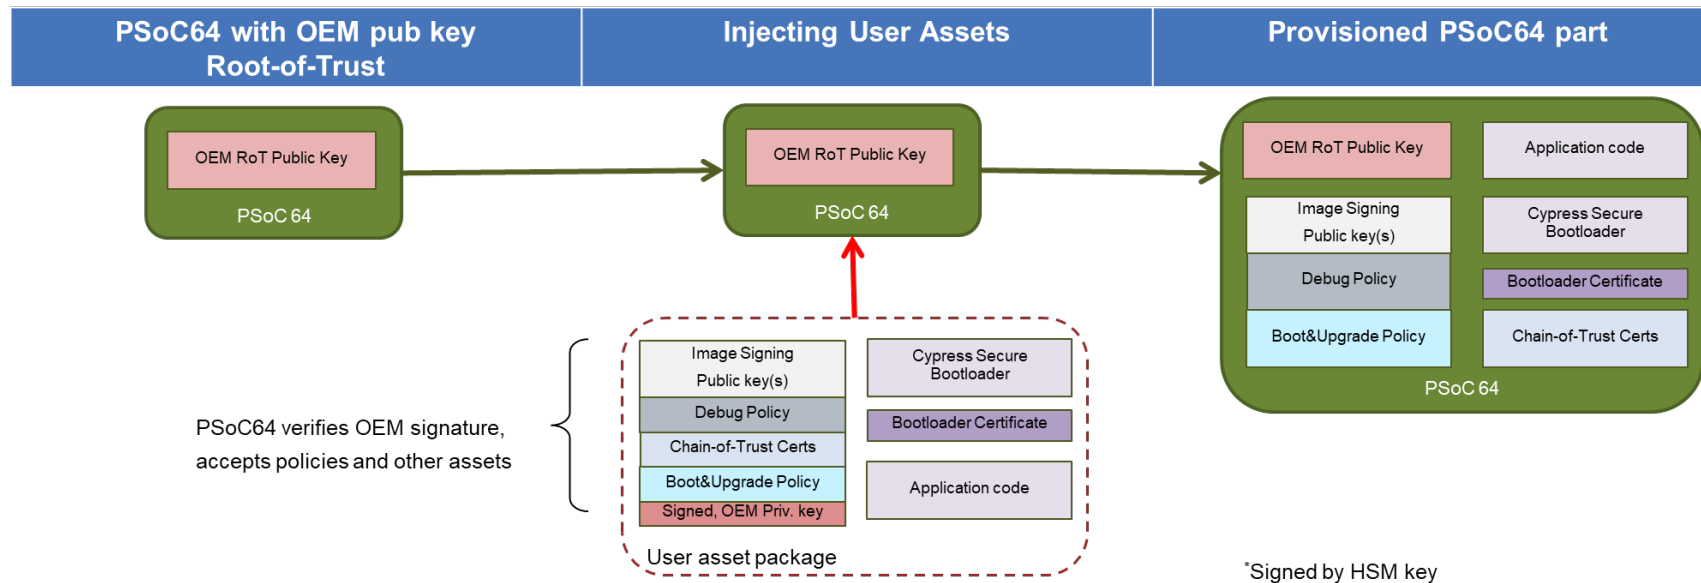 PSoC64 with OEM pub key
Root-of-Trust
Injecting User Assets
Provisioned PSoC64 part
OEM RoT Public Key
PSoC 64
OEM RoT Public Key
PSoC 64
OEM RoT Public Key
Application code
Image Signing
Public key(s)
Cypress Secure
Bootloader
Debug Policy
Bootloader Certificate
Boot&Upgrade Policy
Chain-of-Trust Certs
PSoC 64
PSoC64 verifies OEM signature,
accepts policies and other assets
Image Signing
Public key(s)
Debug Policy
Chain-of-Trust Certs
Boot&Upgrade Policy
Signed, OEM Priv. key
Cypress Secure
Bootloader
Bootloader Certificate
Application code
User asset package
*Signed by HSM key